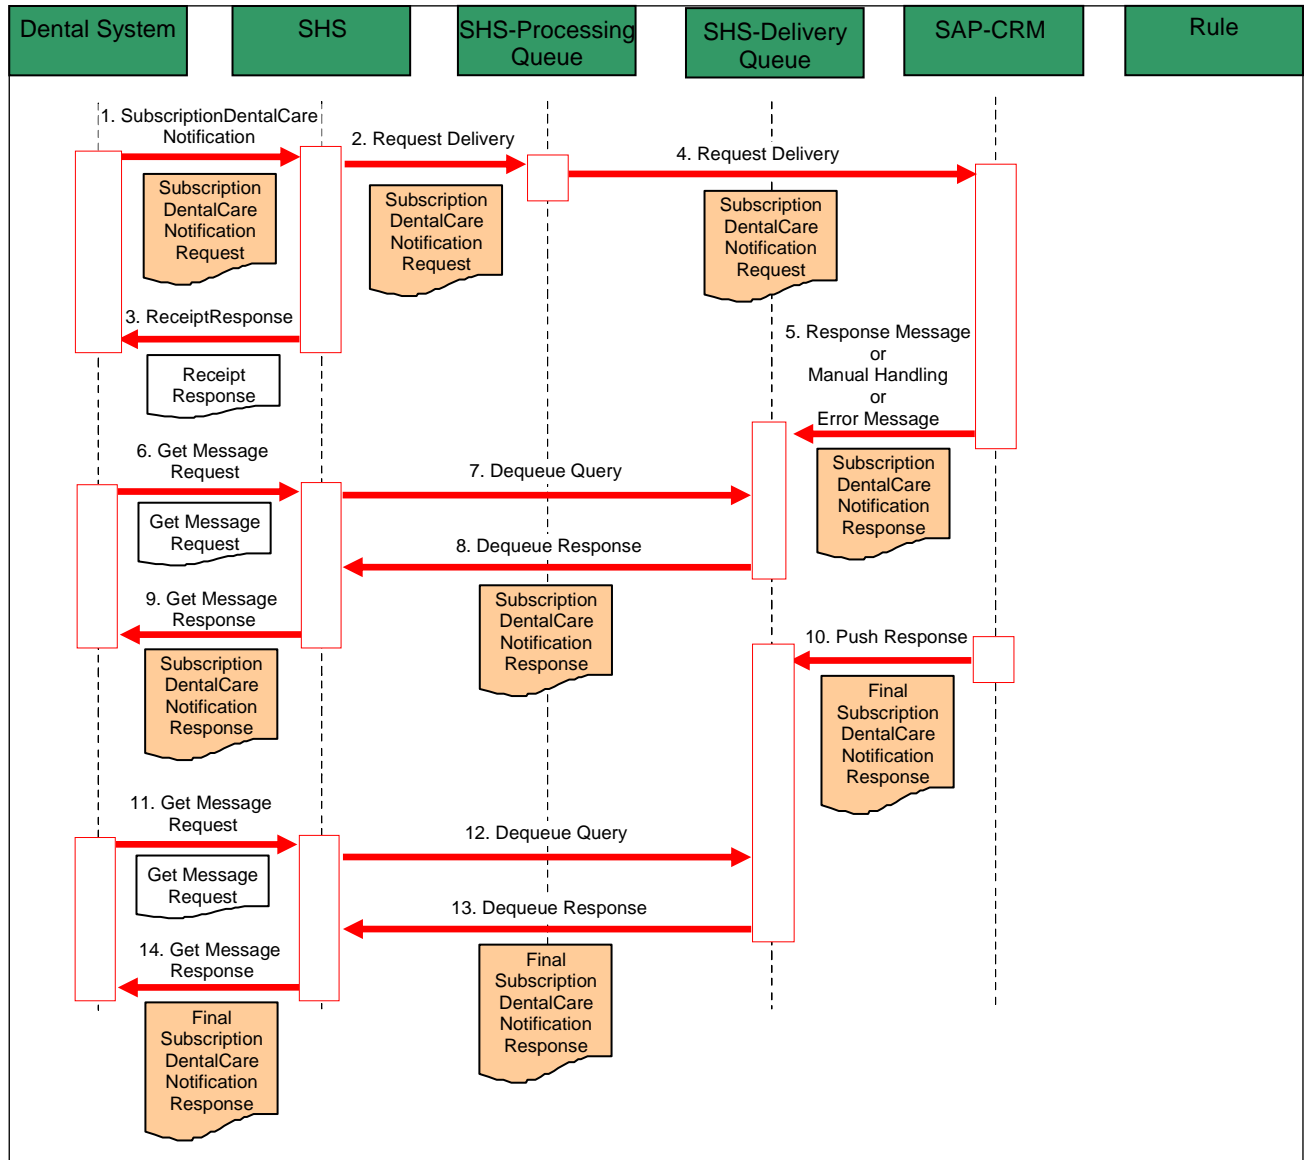 Dental System
SHS
SHS-Processing
Queue
SHS-Delivery
Queue
SAP-CRM
Rule
1. SubscriptionDentalCare
Notification
2. Request Delivery
4. Request Delivery
Subscription
DentalCare
Notification
Request
Subscription
DentalCare
Notification
Request
Subscription
DentalCare
Notification
Request
3. ReceiptResponse
Receipt
Response
5. Response Message
or
Manual Handling
or
Error Message
Subscription
DentalCare
Notification
Response
6. Get Message
Request
Get Message
Request
7. Dequeue Query
8. Dequeue Response
Subscription
DentalCare
Notification
Response
9. Get Message
Response
Subscription
DentalCare
Notification
Response
10. Push Response
Final
Subscription
DentalCare
Notification
Response
11. Get Message
Request
Get Message
Request
12. Dequeue Query
13. Dequeue Response
Final
Subscription
DentalCare
Notification
Response
14. Get Message
Response
Final
Subscription
DentalCare
Notification
Response